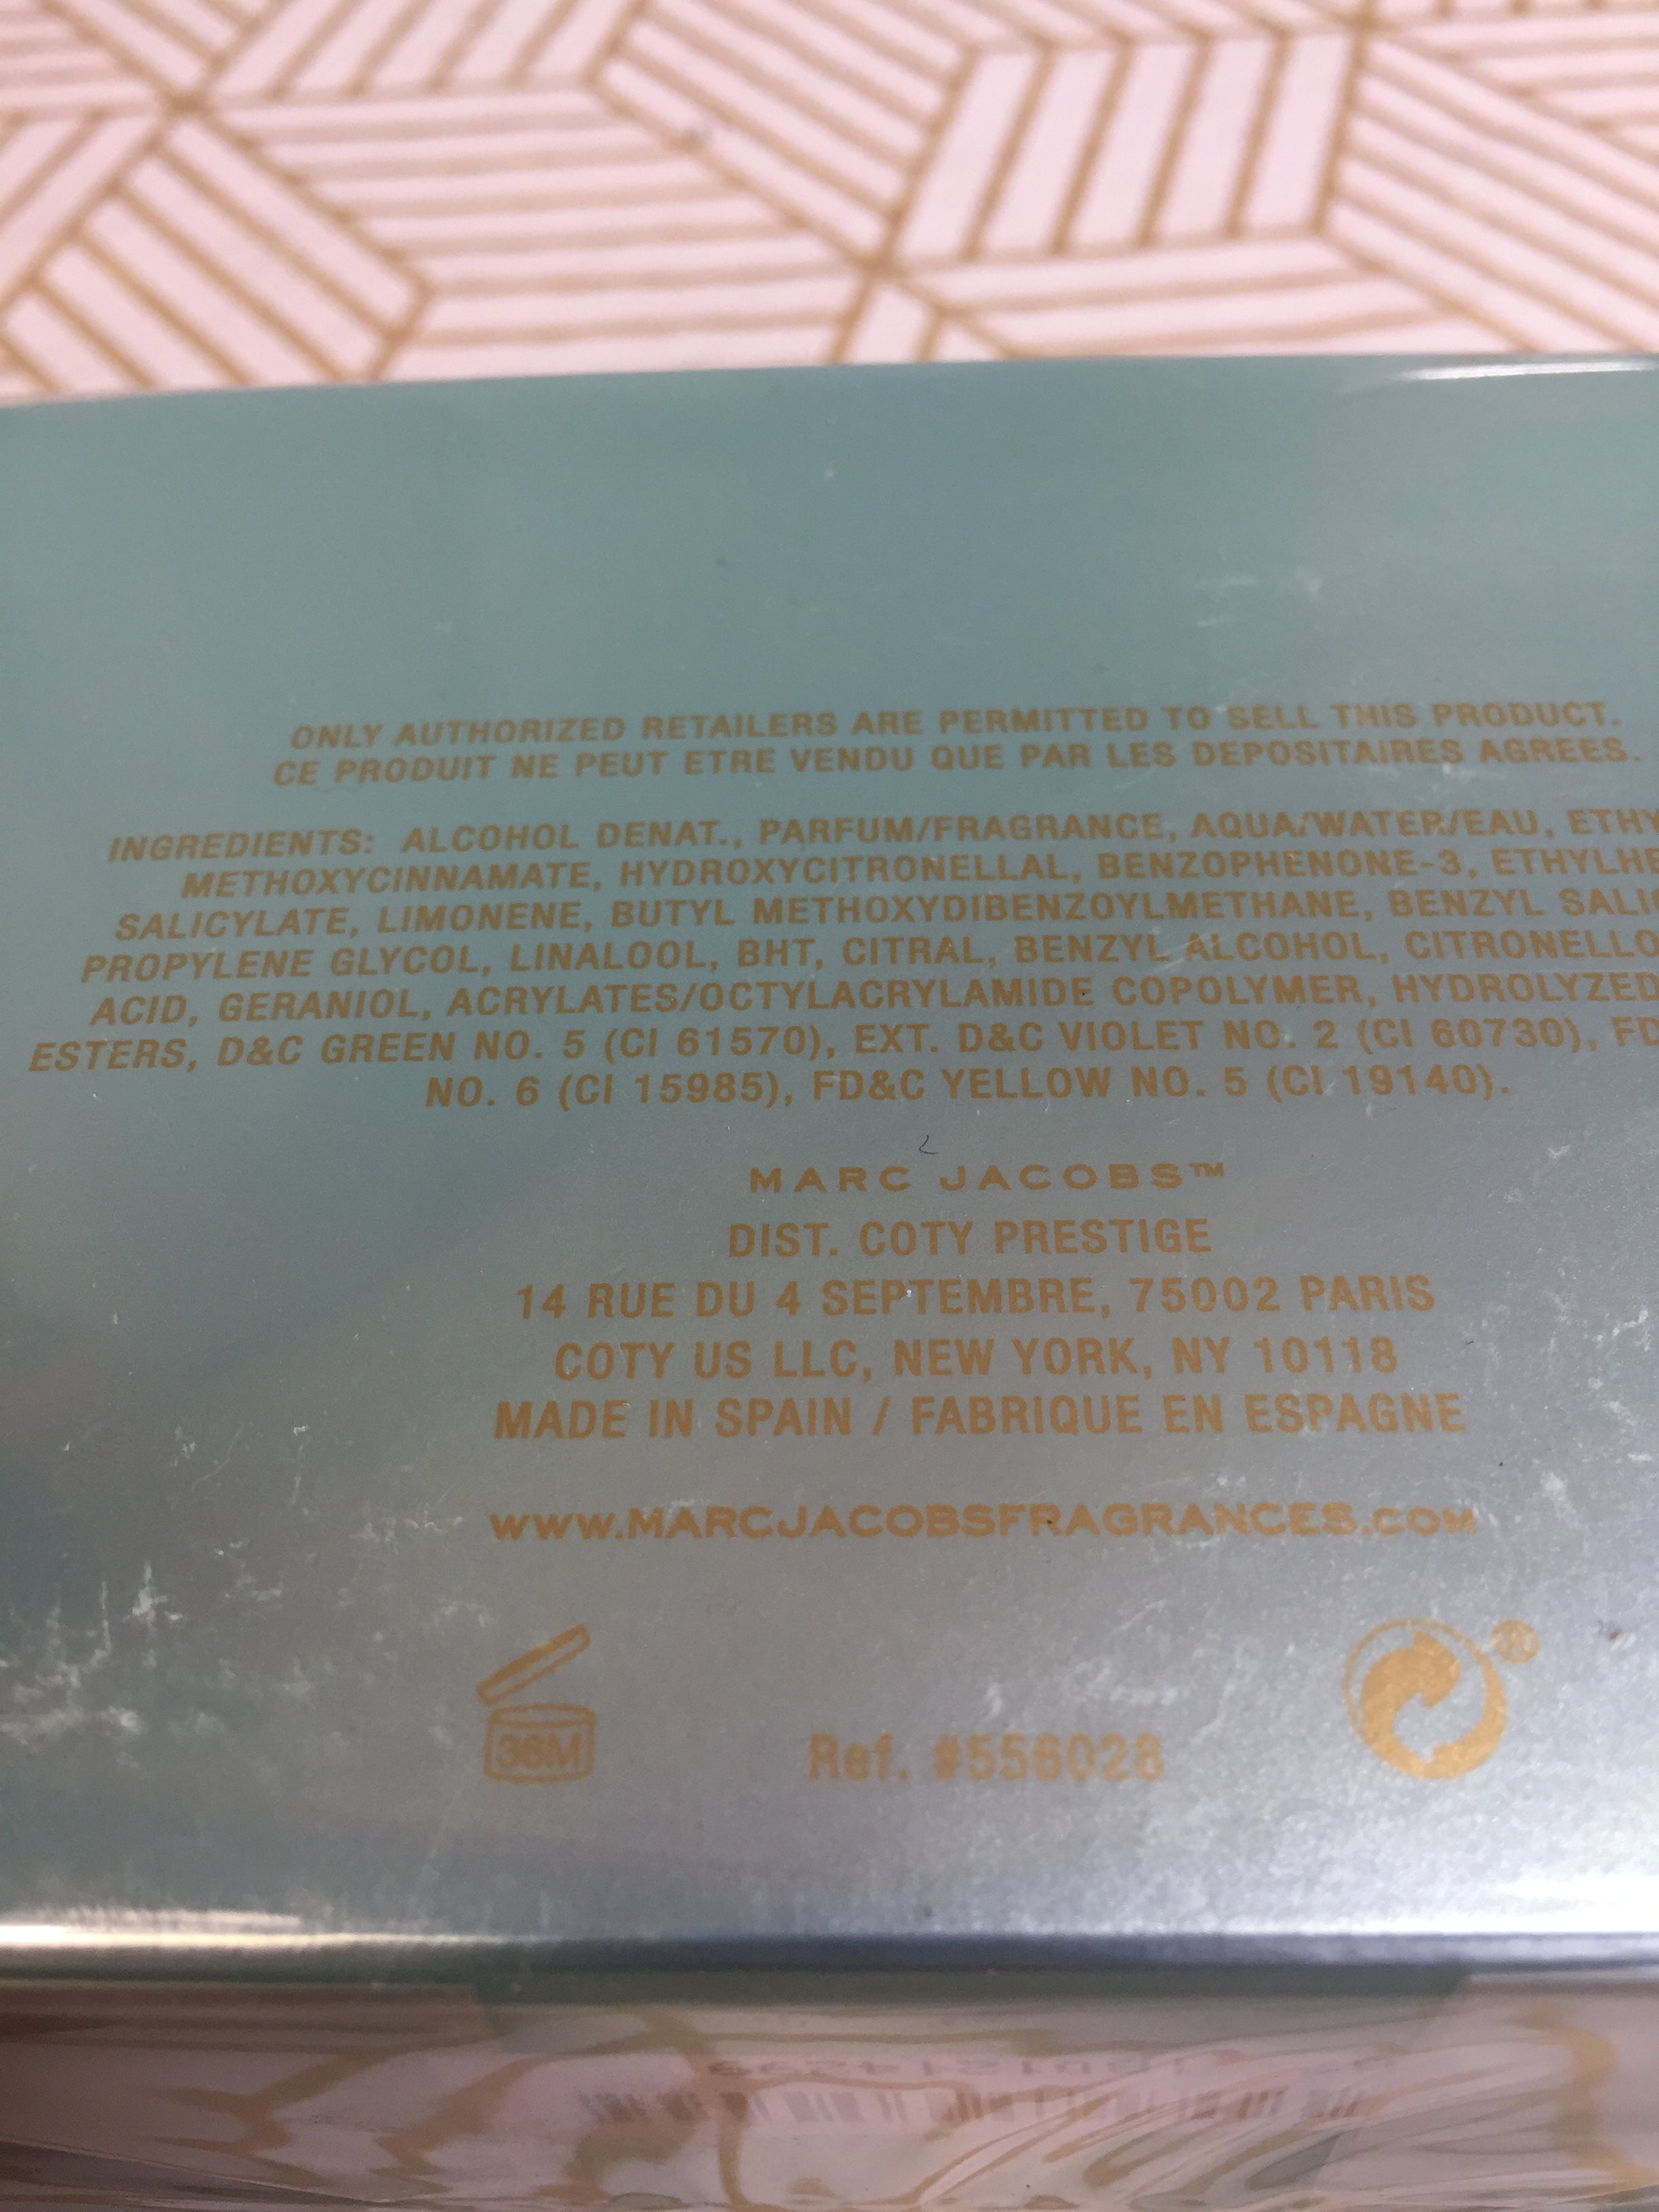 ONLY AUTHORIZED RETAILERS ARE PERMITTED TO SELL THIS PRODUCT.
CE PRODUIT NE PEUT ETRE VENDU QUE PAR LES DEPOSITAIRES AGREES.
INGREDIENTS: ALCOHOL DENAT., PARFUM/FRAGRANCE, AQUA/WATER/EAU,
METHOXYCINNAMATE, HYDROXYCITRONELLAL, BENZOPHENONE-3,
SALICYLATE, LIMONENE, BUTYL METHOXYDIBENZOYLMETHANE, BENZYL
PROPYLENE GLYCOL, LINALOOL, BHT, CITRAL, BENZYL ALCOHOL,
ACID, GERANIOL, ACRYLATES/OCTYLACRYLAMIDE COPOLYMER, HYDROLYZED
ESTERS, D&C GREEN NO. 5 (CI 61570), EXT. D&C VIOLET NO. 2 (CI 60730),
NO. 6 (CI 15985), FD&C YELLOW NO. 5 (CI 19140).
MARC JACOBS™
DIST. COTY PRESTIGE
14 RUE DU 4 SEPTEMBRE, 75002 PARIS
COTY US LLC, NEW YORK, NY 10118
MADE IN SPAIN / FABRIQUE EN ESPAGNE
WWW.MARCJACOBSFRAGRANCES.COM
36M
Ref. #556028